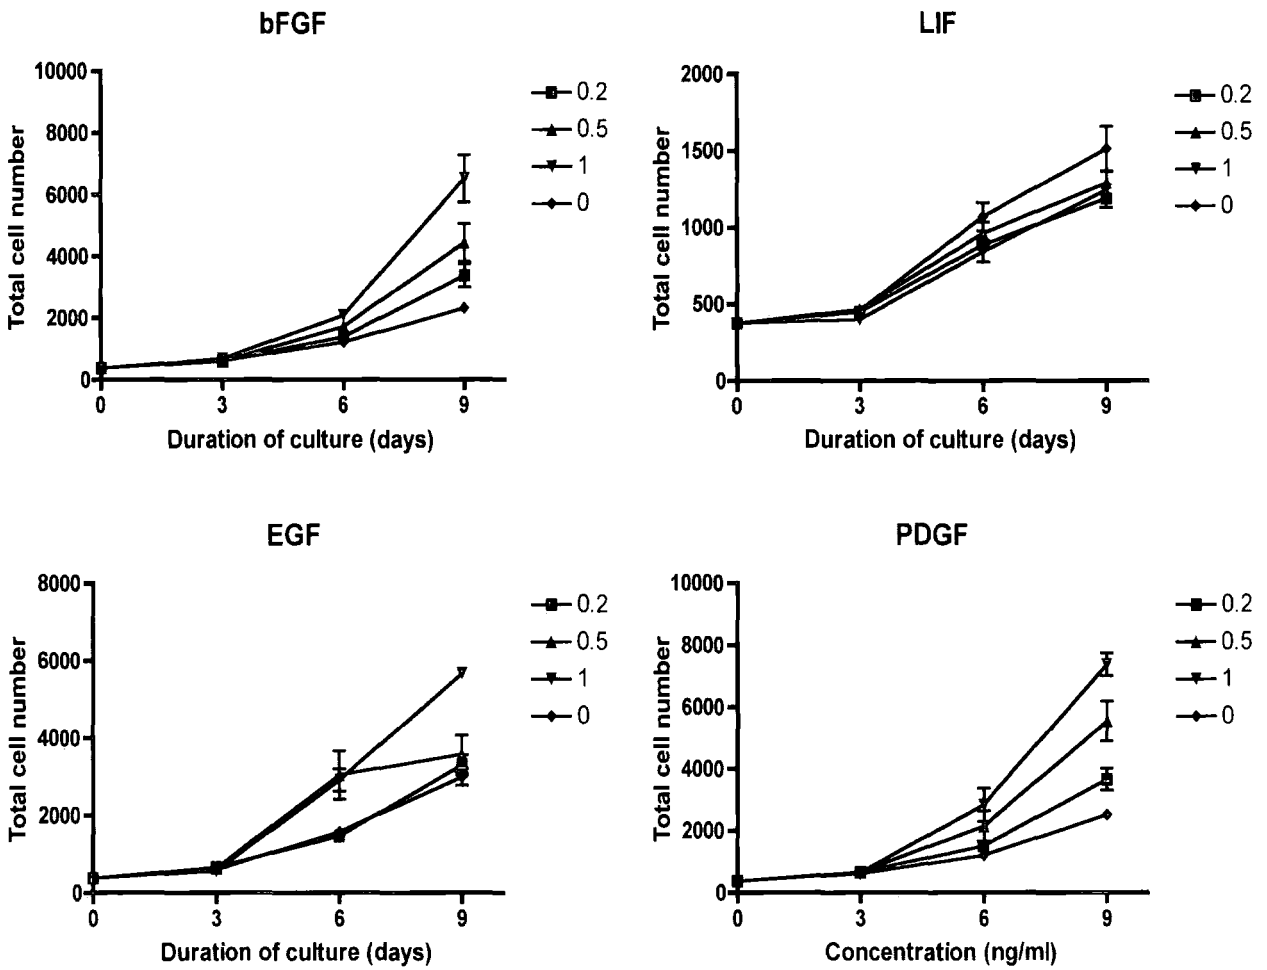 bFGF
10000
8000
6000
4000
2000
0
Total cell number
0 3 6 9
Duration of culture (days)
0.2
0.5
1
0
LIF
2000
1500
1000
500
0
Total cell number
0 3 6 9
Duration of culture (days)
0.2
0.5
1
0
EGF
8000
6000
4000
2000
0
Total cell number
0 3 6 9
Duration of culture (days)
0.2
0.5
1
0
PDGF
10000
8000
6000
4000
2000
0
Total cell number
0 3 6 9
Concentration (ng/ml)
0.2
0.5
1
0